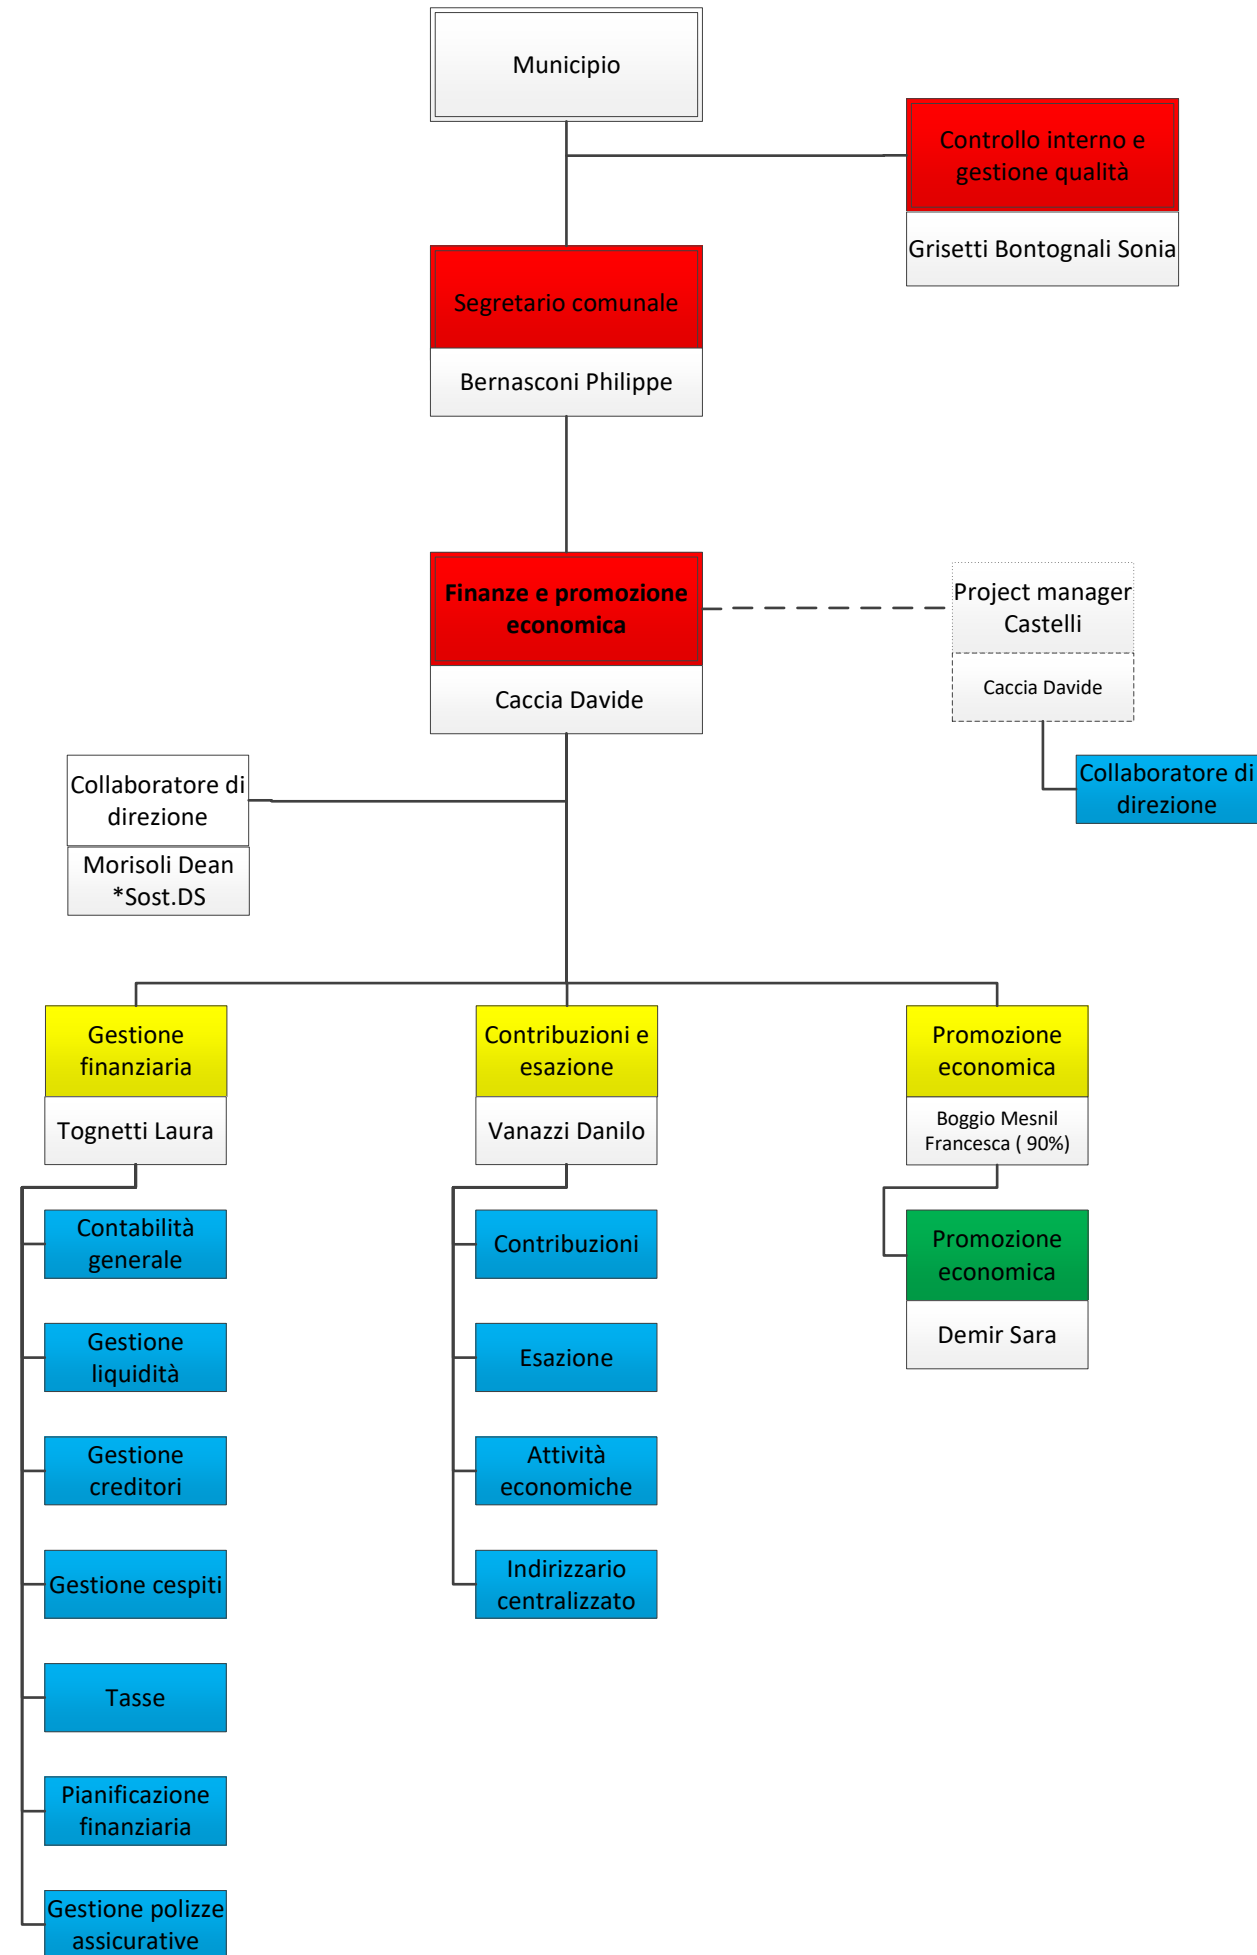 Municipio
Controllo interno e
gestione qualità
Grisetti Bontognali Sonia
Segretario comunale
Bernasconi Philippe
Finanze e promozione
economica
Caccia Davide
Project manager
Castelli
Caccia Davide
Collaboratore di
direzione
Collaboratore di
direzione
Morisoli Dean
*Sost.DS
Gestione
finanziaria
Tognetti Laura
Contabilità
generale
Gestione
liquidità
Gestione
creditori
Gestione cespiti
Tasse
Pianificazione
finanziaria
Gestione polizze
assicurative
Contribuzioni e
esazione
Vanazzi Danilo
Contribuzioni
Esazione
Attività
economiche
Indirizzario
centralizzato
Promozione
economica
Boggio Mesnil
Francesca ( 90%)
Promozione
economica
Demir Sara